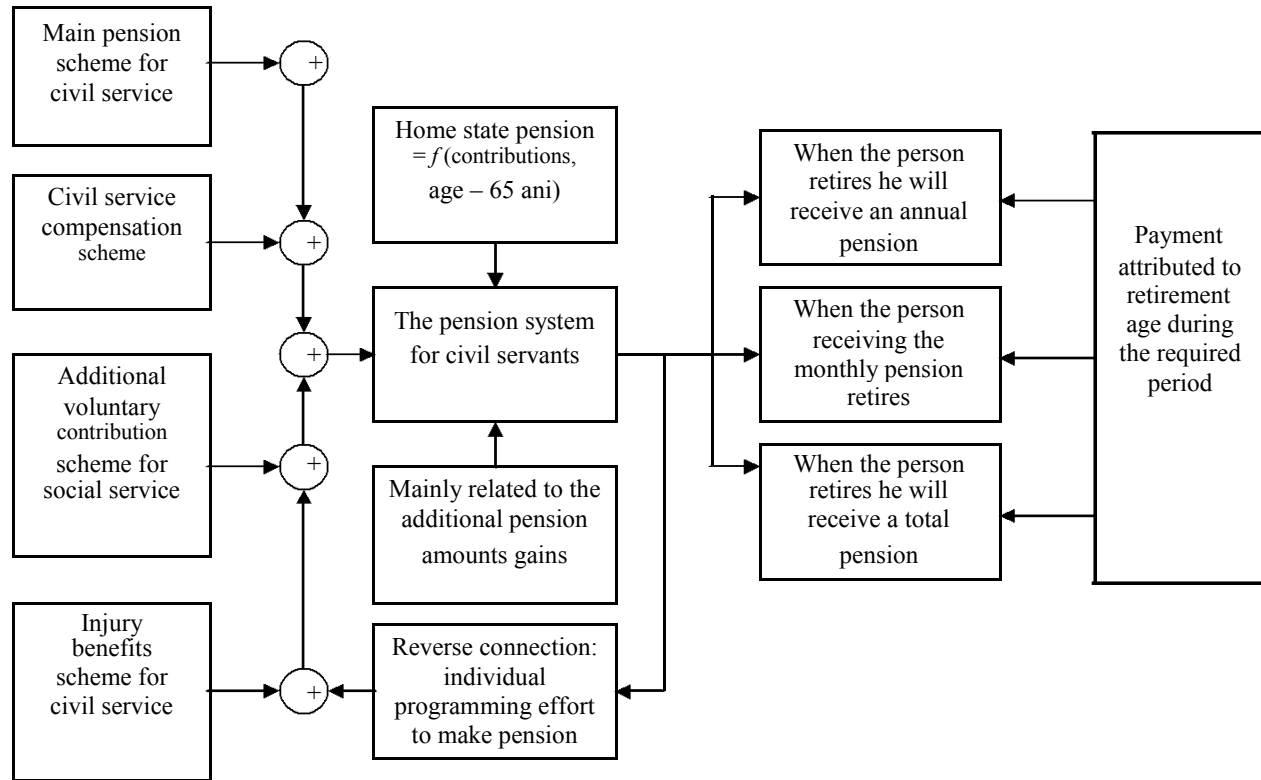 Main pension
scheme for
civil service
+
Civil service
compensation
scheme
+
+
Additional
voluntary
contribution
scheme for
social service
+
Injury
benefits
scheme for
civil service
+
Home state pension
= f (contributions,
age – 65 ani)
The pension system
for civil servants
Mainly related to the
additional pension
amounts gains
Reverse connection:
individual
programming effort
to make pension
When the person
retires he will
receive an annual
pension
When the person
receiving the
monthly pension
retires
When the person
retires he will
receive a total
pension
Payment
attributed to
retirement
age during
the required
period